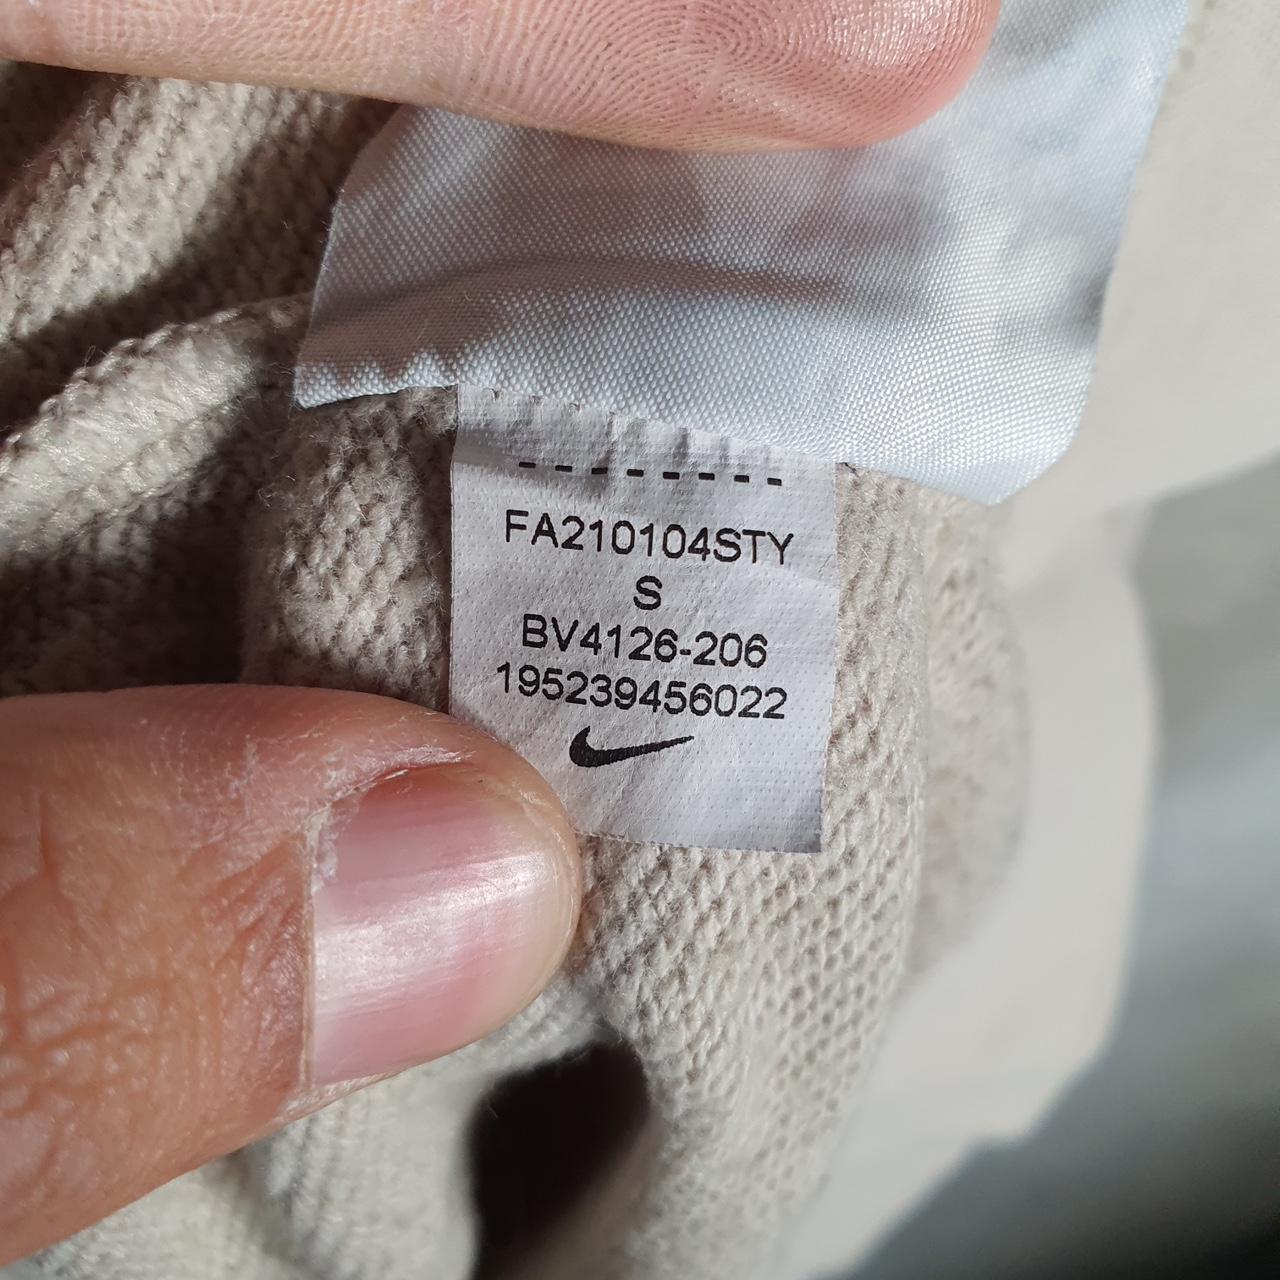 --------
FA210104STY
S
BV4126-206
195239456022